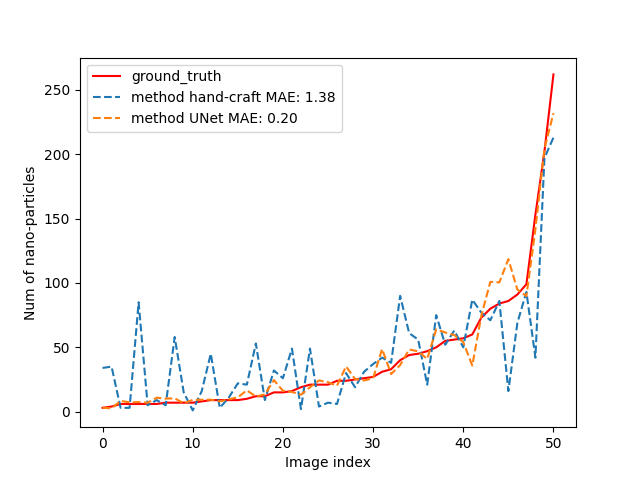 ground_truth
method hand-craft MAE: 1.38
method UNet MAE: 0.20
Num of nano-particles
250
200
150
100
50
0
0 10 20 30 40 50
Image index